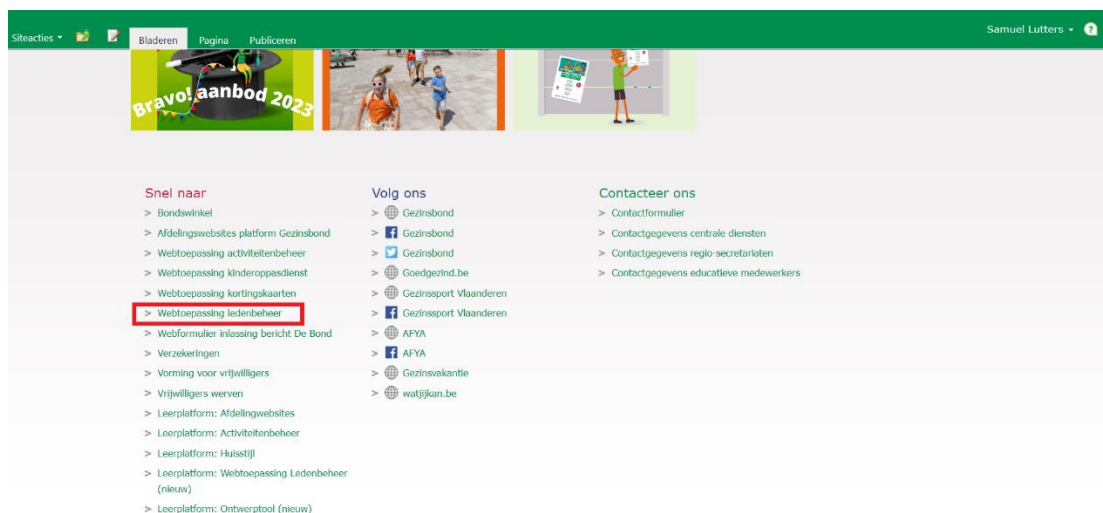 Siteacties
Bladeren
Pagina
Publiceren
Samuel Lutters
?
Bravo! aanbod 2023
Snel naar
> Bondswinkel
> Afdelingswebsites platform Gezinsbond
> Webtoepassing activiteitenbeheer
> Webtoepassing kinderoppasdienst
> Webtoepassing kortingskaarten
> Webtoepassing ledenbeheer
> Webformulier inlassing bericht De Bond
> Verzekeringen
> Vorming voor vrijwilligers
> Vrijwilligers werven
> Leerplatform: Afdelingwebsites
> Leerplatform: Activiteitenbeheer
> Leerplatform: Huisstijl
> Leerplatform: Webtoepassing Ledenbeheer
(nieuw)
> Leerplatform: Ontwerptool (nieuw)
Volg ons
> Gezinsbond
> f Gezinsbond
> Gezinsbond
> Goedgezind.be
> Gezinssport Vlaanderen
> f Gezinssport Vlaanderen
> AFYA
> f AFYA
> Gezinsvakantie
> watjijkan.be
Contacteer ons
> Contactformulier
> Contactgegevens centrale diensten
> Contactgegevens regio-secretariaten
> Contactgegevens educatieve medewerkers